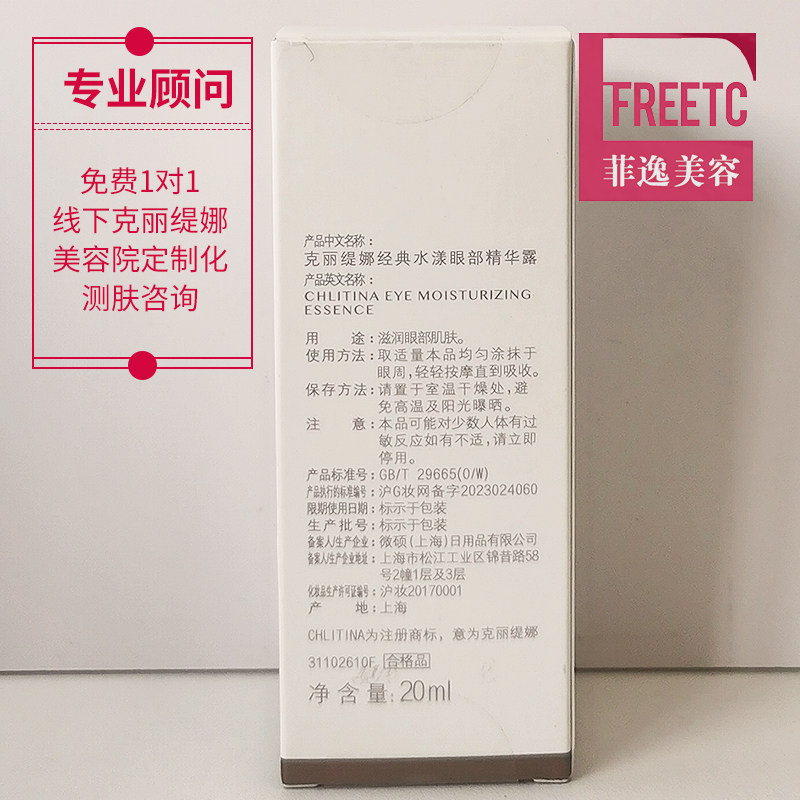 专业顾问
免费1对1
线下克丽缇娜
美容院定制化
测肤咨询
FREETC
菲逸美容
产品中文名称：
克丽缇娜经典水漾眼部精华露
产品英文名称：
CHLITINA EYE MOISTURIZING
ESSENCE
用 途：滋润眼部肌肤。
使用方法：取适量本品均匀涂抹于
眼周，轻轻按摩直到吸收。
保存方法：请置于室温干燥处，避
免高温及阳光曝晒。
注 意：本品可能对少数人体有过
敏反应如有不适，请立即
停用。
产品标准号：GB/T 29665(O/W)
产品执行的标准编号：沪G妆网备字2023024060
限期使用日期：标示于包装
生产批号：标示于包装
备案人/生产企业：微硕（上海）日用品有限公司
备案人/生产企业地址：上海市松江工业区锦昔路58
号2幢1层及3层
化妆品生产许可证编号：沪妆20170001
产 地：上海
CHLITINA为注册商标，意为克丽缇娜
31102610F 合格品
净含量：20ml